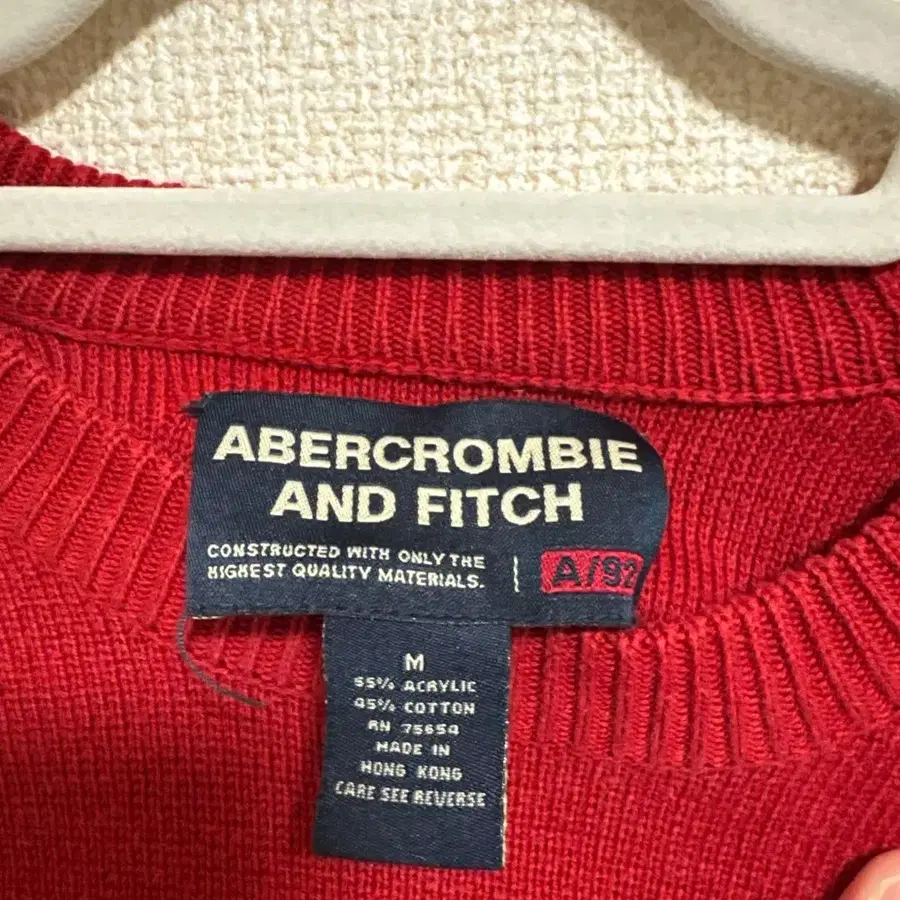 ABERCROMBIE
AND FITCH
CONSTRUCTED WITH ONLY THE
HIGHEST QUALITY MATERIALS.
A/92
M
55% ACRYLIC
45% COTTON
RN 75654
MADE IN
HONG KONG
CARE SEE REVERSE